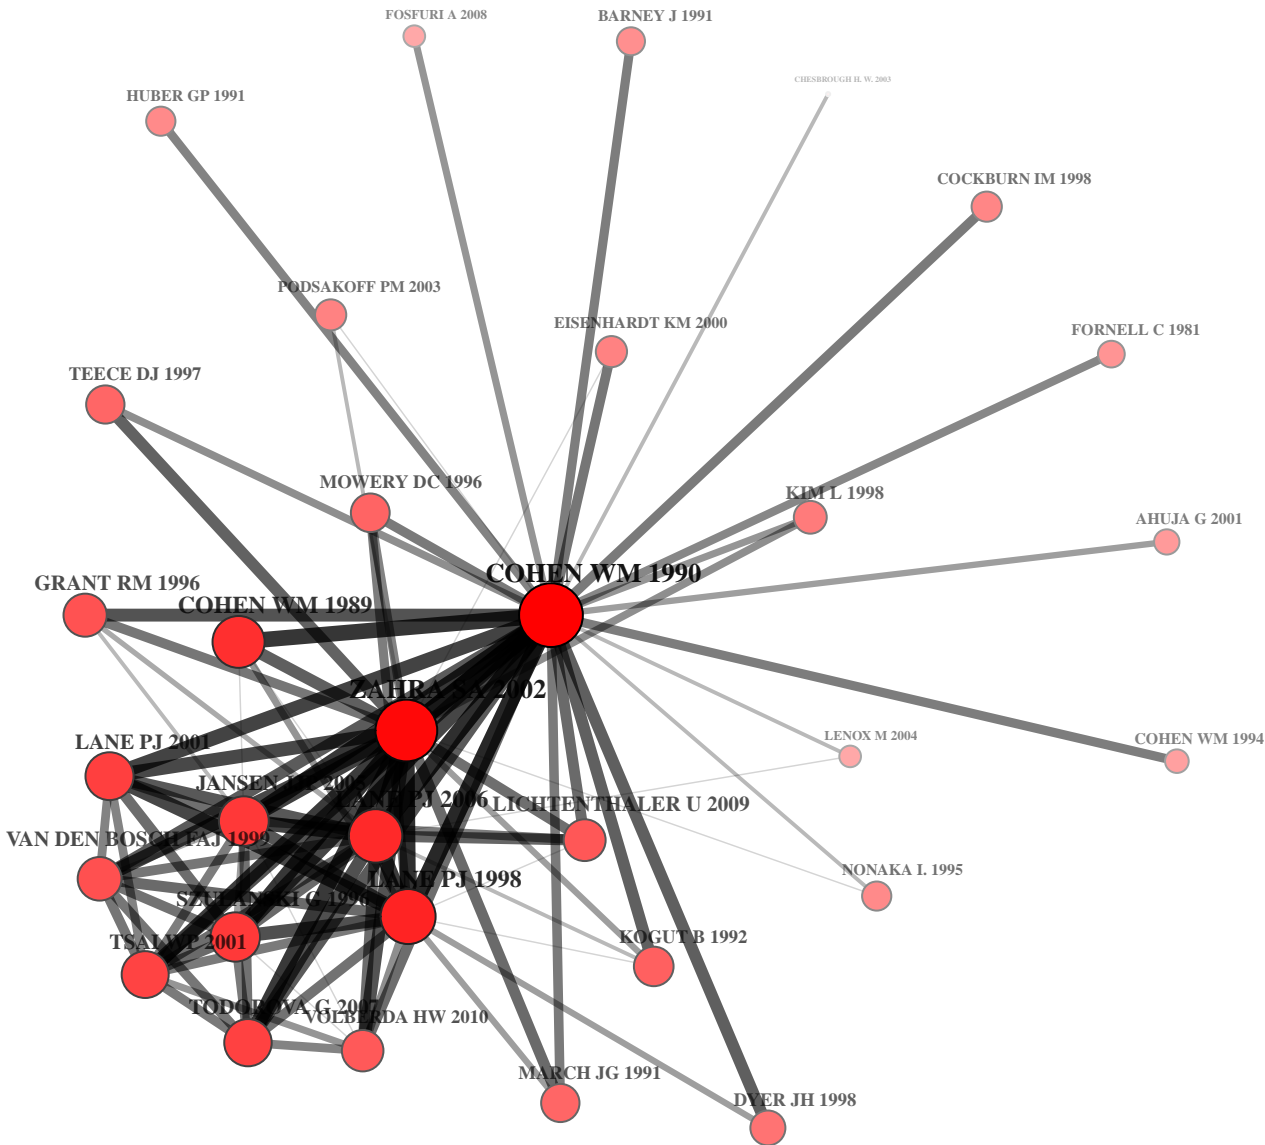 FOSFURI A 2008
BARNEY J 1991
CHESBROUGH H. W. 2003
HUBER GP 1991
COCKBURN IM 1998
PODSAKOFF PM 2003
EISENHARDT KM 2000
FORNELL C 1981
TEECE DJ 1997
MOWERY DC 1996
KIM L 1998
AHUJA G 2001
COHEN WM 1990
GRANT RM 1996
COHEN WM 1989
ZAHRA SA 2002
LENOX M 2004
COHEN WM 1994
LANE PJ 2001
JANSEN 2005
LANE PJ 2006
LICHTENTHALER U 2009
VAN DEN BOSCH FAJ 1999
NONAKA I. 1995
LANE PJ 1998
SZULANSKI G 1996
KOGUT B 1992
TSAI WP 2001
TODOROVA G 2007
VOLBERDA HW 2010
MARCH JG 1991
DYER JH 1998